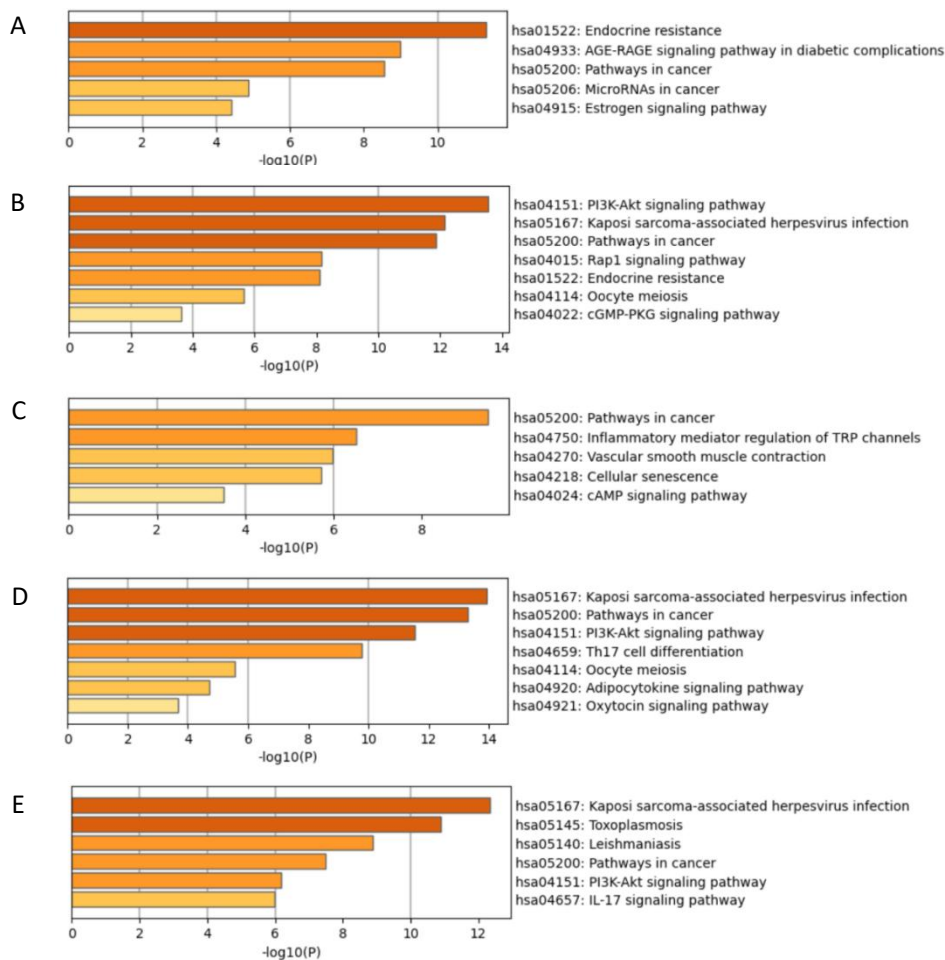 A
hsa01522: Endocrine resistance
hsa04933: AGE-RAGE signaling pathway in diabetic complications
hsa05200: Pathways in cancer
hsa05206: MicroRNAs in cancer
hsa04915: Estrogen signaling pathway
0 2 4 6 8 10
-log10(P)
B
hsa04151: PI3K-Akt signaling pathway
hsa05167: Kaposi sarcoma-associated herpesvirus infection
hsa05200: Pathways in cancer
hsa04015: Rap1 signaling pathway
hsa01522: Endocrine resistance
hsa04114: Oocyte meiosis
hsa04022: cGMP-PKG signaling pathway
0 2 4 6 8 10 12 14
-log10(P)
C
hsa05200: Pathways in cancer
hsa04750: Inflammatory mediator regulation of TRP channels
hsa04270: Vascular smooth muscle contraction
hsa04218: Cellular senescence
hsa04024: cAMP signaling pathway
0 2 4 6 8
-log10(P)
D
hsa05167: Kaposi sarcoma-associated herpesvirus infection
hsa05200: Pathways in cancer
hsa04151: PI3K-Akt signaling pathway
hsa04659: Th17 cell differentiation
hsa04114: Oocyte meiosis
hsa04920: Adipocytokine signaling pathway
hsa04921: Oxytocin signaling pathway
0 2 4 6 8 10 12 14
-log10(P)
E
hsa05167: Kaposi sarcoma-associated herpesvirus infection
hsa05145: Toxoplasmosis
hsa05140: Leishmaniasis
hsa05200: Pathways in cancer
hsa04151: PI3K-Akt signaling pathway
hsa04657: IL-17 signaling pathway
0 2 4 6 8 10 12
-log10(P)